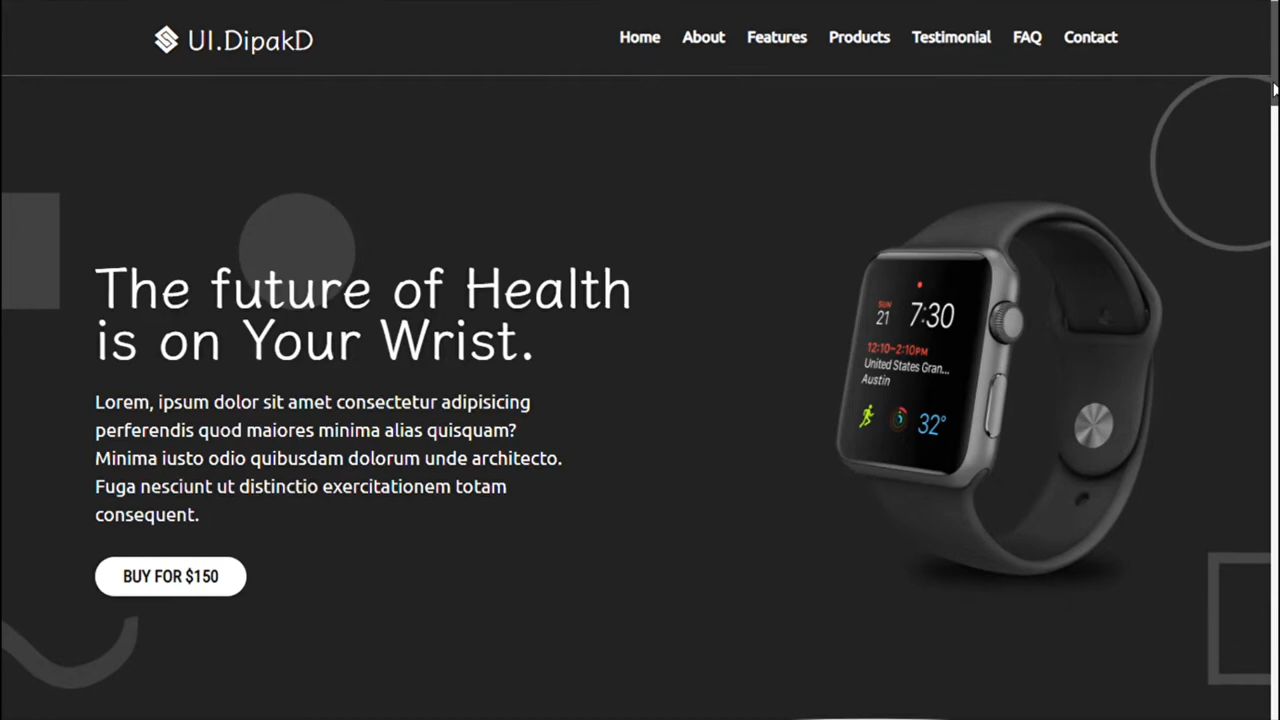 UI.DipakD
Home About Features Products Testimonial FAQ Contact
The future of Health
is on Your Wrist.
Lorem, ipsum dolor sit amet consectetur adipisicing
perferendis quod maiores minima alias quisquam?
Minima iusto odio quibusdam dolorum unde architecto.
Fuga nesciunt ut distinctio exercitationem totam
consequent.
BUY FOR $150
SUN
21 7:30
12:10-2:10PM
United States Gran...
Austin
32°